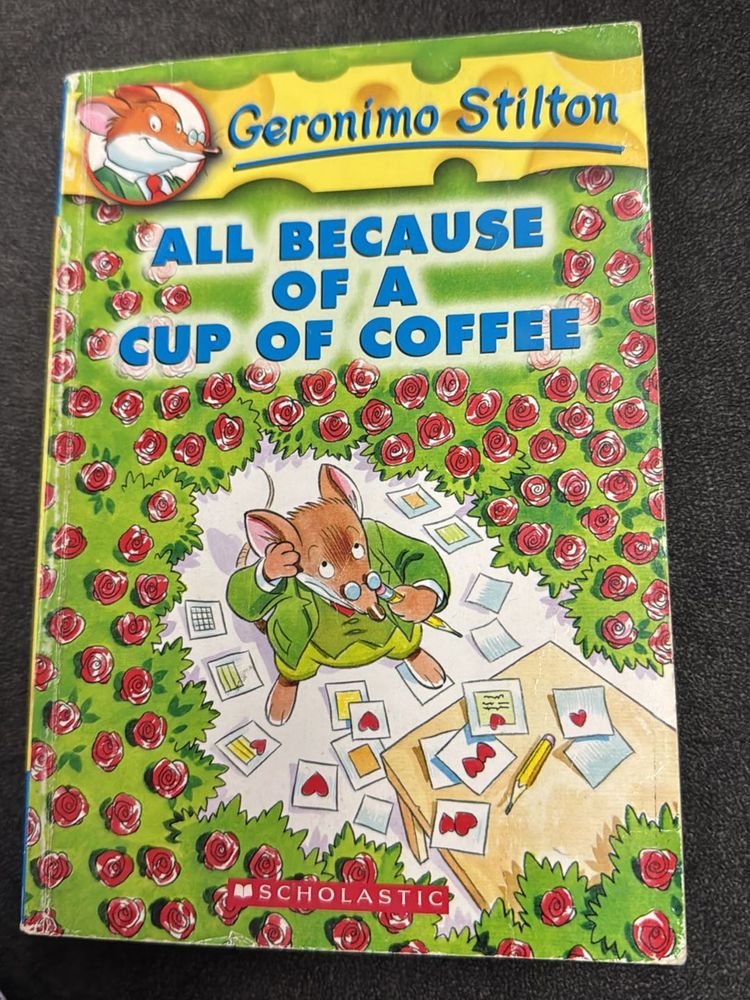 Geronimo Stilton
ALL BECAUSE
OF A
CUP OF COFFEE
SCHOLASTIC